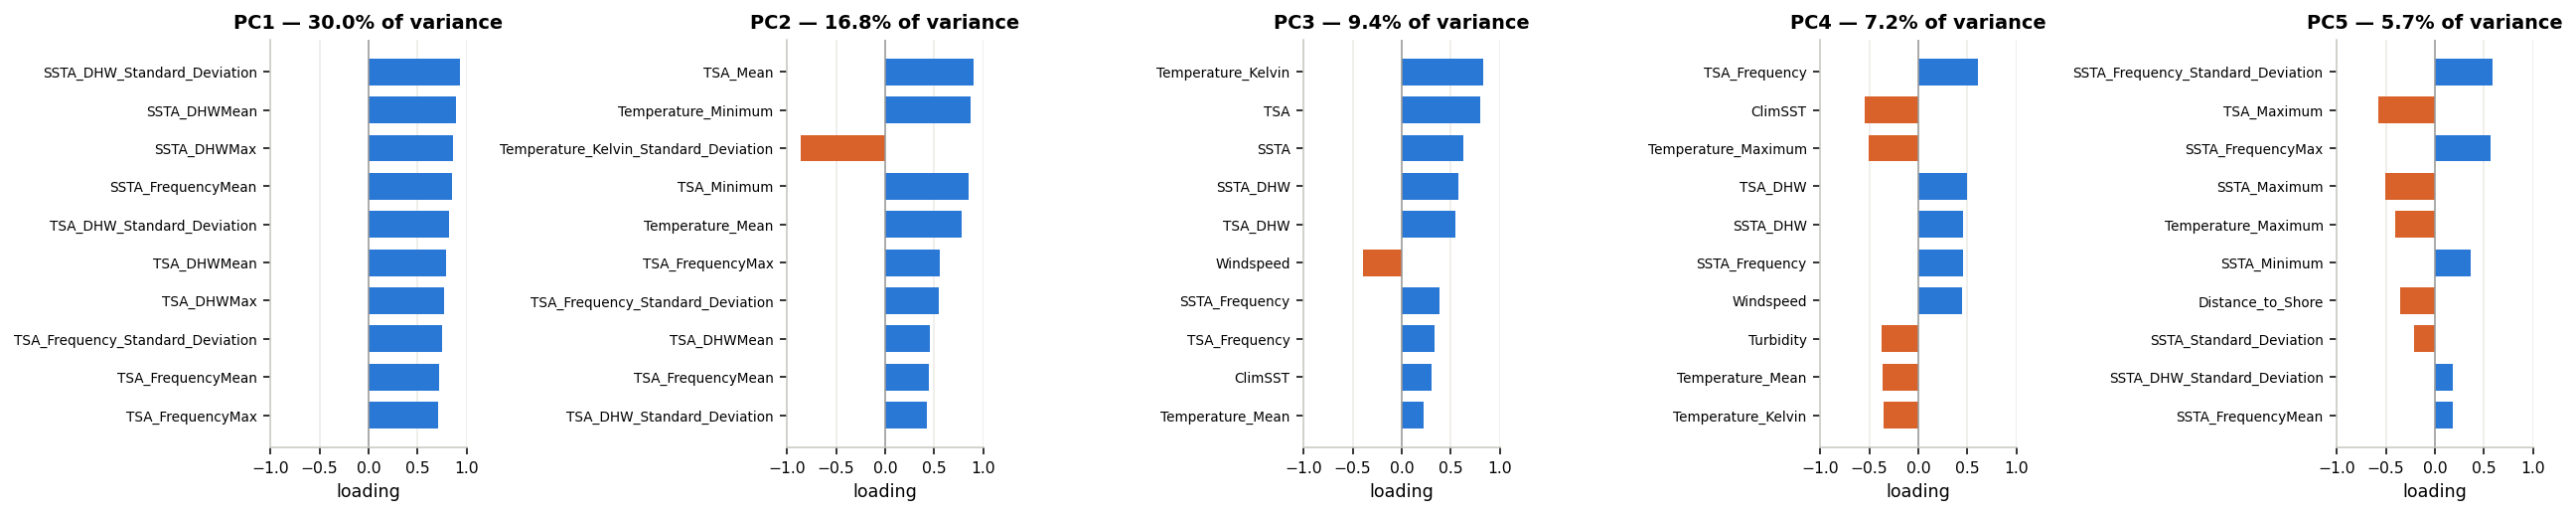 PC1 — 30.0% of variance
SSTA_DHW_Standard_Deviation
SSTA_DHWMean
SSTA_DHWMax
SSTA_FrequencyMean
TSA_DHW_Standard_Deviation
TSA_DHWMean
TSA_DHWMax
TSA_Frequency_Standard_Deviation
TSA_FrequencyMean
TSA_FrequencyMax
−1.0 −0.5 0.0 0.5 1.0
loading
PC2 — 16.8% of variance
TSA_Mean
Temperature_Minimum
Temperature_Kelvin_Standard_Deviation
TSA_Minimum
Temperature_Mean
TSA_FrequencyMax
TSA_Frequency_Standard_Deviation
TSA_DHWMean
TSA_FrequencyMean
TSA_DHW_Standard_Deviation
−1.0 −0.5 0.0 0.5 1.0
loading
PC3 — 9.4% of variance
Temperature_Kelvin
TSA
SSTA
SSTA_DHW
TSA_DHW
Windspeed
SSTA_Frequency
TSA_Frequency
ClimSST
Temperature_Mean
−1.0 −0.5 0.0 0.5 1.0
loading
PC4 — 7.2% of variance
TSA_Frequency
ClimSST
Temperature_Maximum
TSA_DHW
SSTA_DHW
SSTA_Frequency
Windspeed
Turbidity
Temperature_Mean
Temperature_Kelvin
−1.0 −0.5 0.0 0.5 1.0
loading
PC5 — 5.7% of variance
SSTA_Frequency_Standard_Deviation
TSA_Maximum
SSTA_FrequencyMax
SSTA_Maximum
Temperature_Maximum
SSTA_Minimum
Distance_to_Shore
SSTA_Standard_Deviation
SSTA_DHW_Standard_Deviation
SSTA_FrequencyMean
−1.0 −0.5 0.0 0.5 1.0
loading